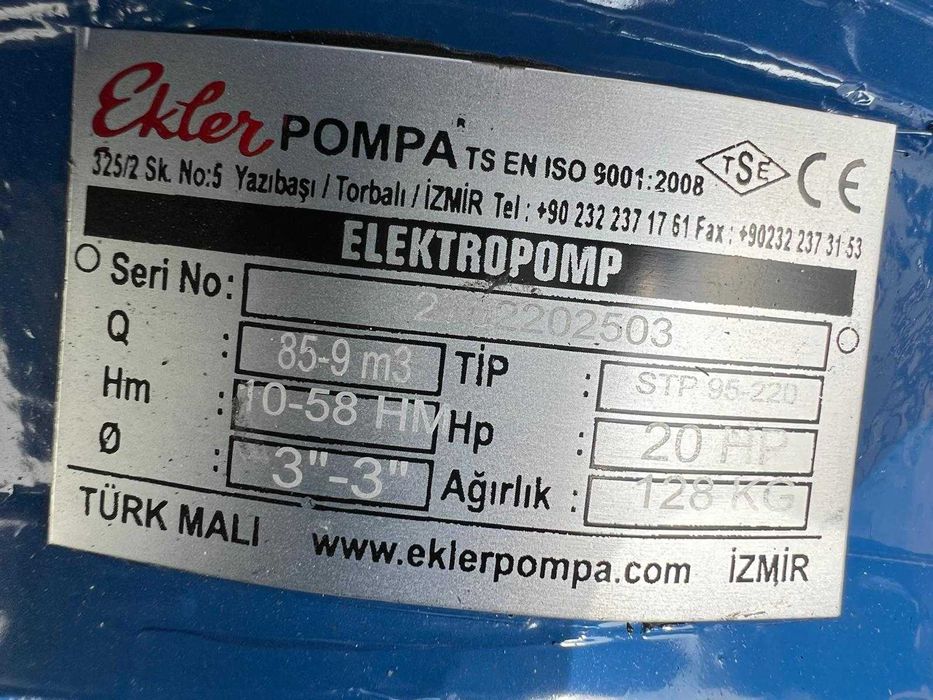 Ekler POMPA R TS EN ISO 9001:2008 TSE CE
325/2 Sk. No:5 Yazıbaşı / Torbalı / İZMİR Tel : +90 232 237 17 61 Fax : +90232 237 31 53
ELEKTROPOMP
Seri No:
Q : 85-9 m3 TİP : STP 95-220
Hm : 10-58 HM Hp : 20 HP
Ø : 3"-3" Ağırlık : 128 KG
TÜRK MALI www.eklerpompa.com İZMİR